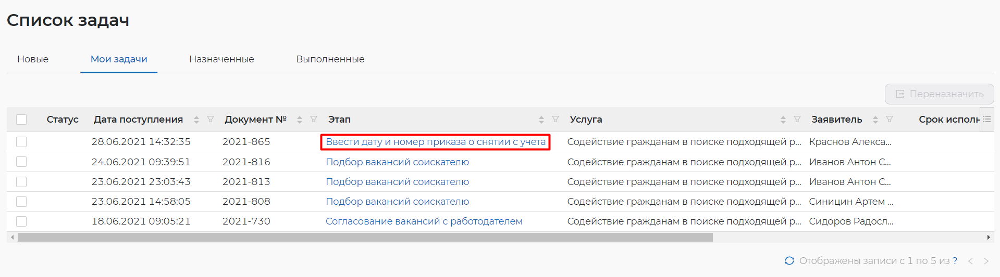 Список задач
Новые Мои задачи Назначенные Выполненные
Переназначить
Статус Дата поступления Документ № Этап Услуга Заявитель Срок исполн
28.06.2021 14:32:35 2021-865 Ввести дату и номер приказа о снятии с учета Содействие гражданам в поиске подходящей р... Краснов Алекса...
24.06.2021 09:39:51 2021-816 Подбор вакансий соискателю Содействие гражданам в поиске подходящей р... Иванов Антон С...
23.06.2021 23:03:43 2021-813 Подбор вакансий соискателю Содействие гражданам в поиске подходящей р... Иванов Антон С...
23.06.2021 14:58:05 2021-808 Подбор вакансий соискателю Содействие гражданам в поиске подходящей р... Синицин Артем ...
18.06.2021 09:05:21 2021-730 Согласование вакансий с работодателем Содействие гражданам в поиске подходящей р... Сидоров Радосл...
Отображены записи с 1 по 5 из ?